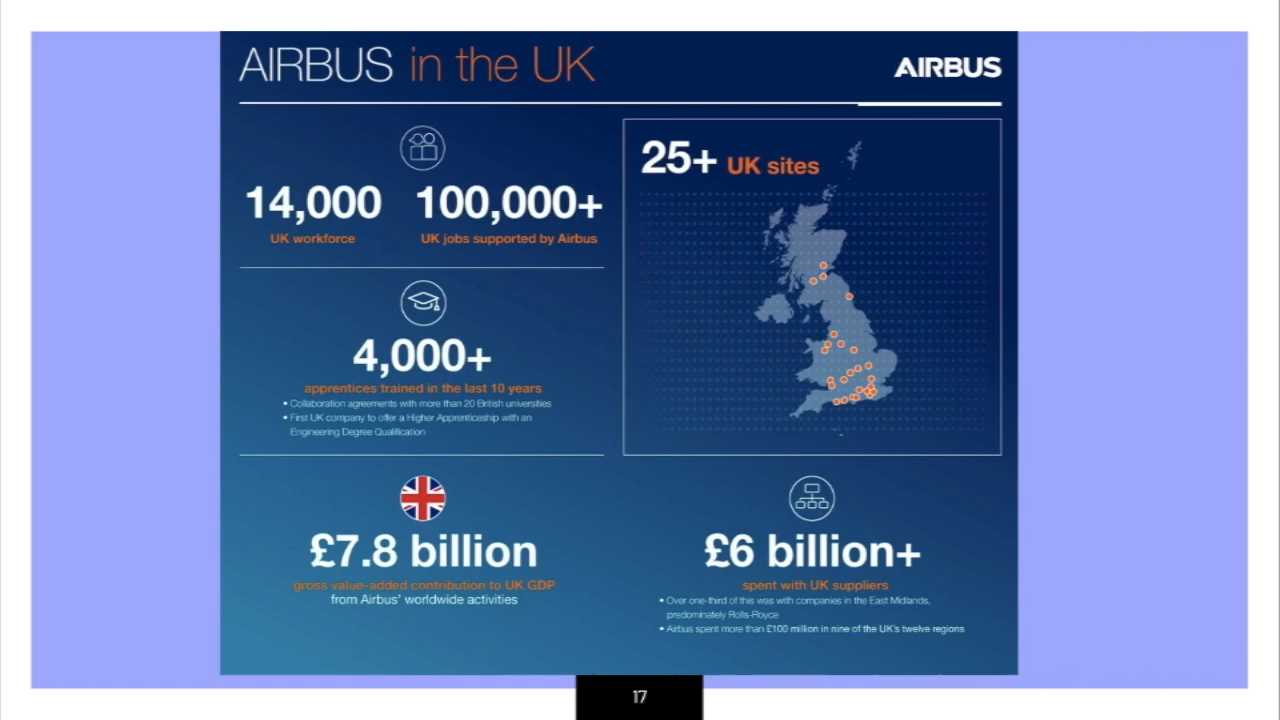 AIRBUS in the UK
AIRBUS
14,000
UK workforce
100,000+
UK jobs supported by Airbus
25+ UK sites
4,000+
apprentices trained in the last 10 years
• Collaboration agreements with more than 20 British universities
• First UK company to offer a Higher Apprenticeship with an
Engineering Degree Qualification
£7.8 billion
gross value-added contribution to UK GDP
from Airbus' worldwide activities
£6 billion+
spent with UK suppliers
• Over one-third of this was with companies in the East Midlands,
predominately Rolls-Royce
• Airbus spent more than £100 million in nine of the UK's twelve regions
17